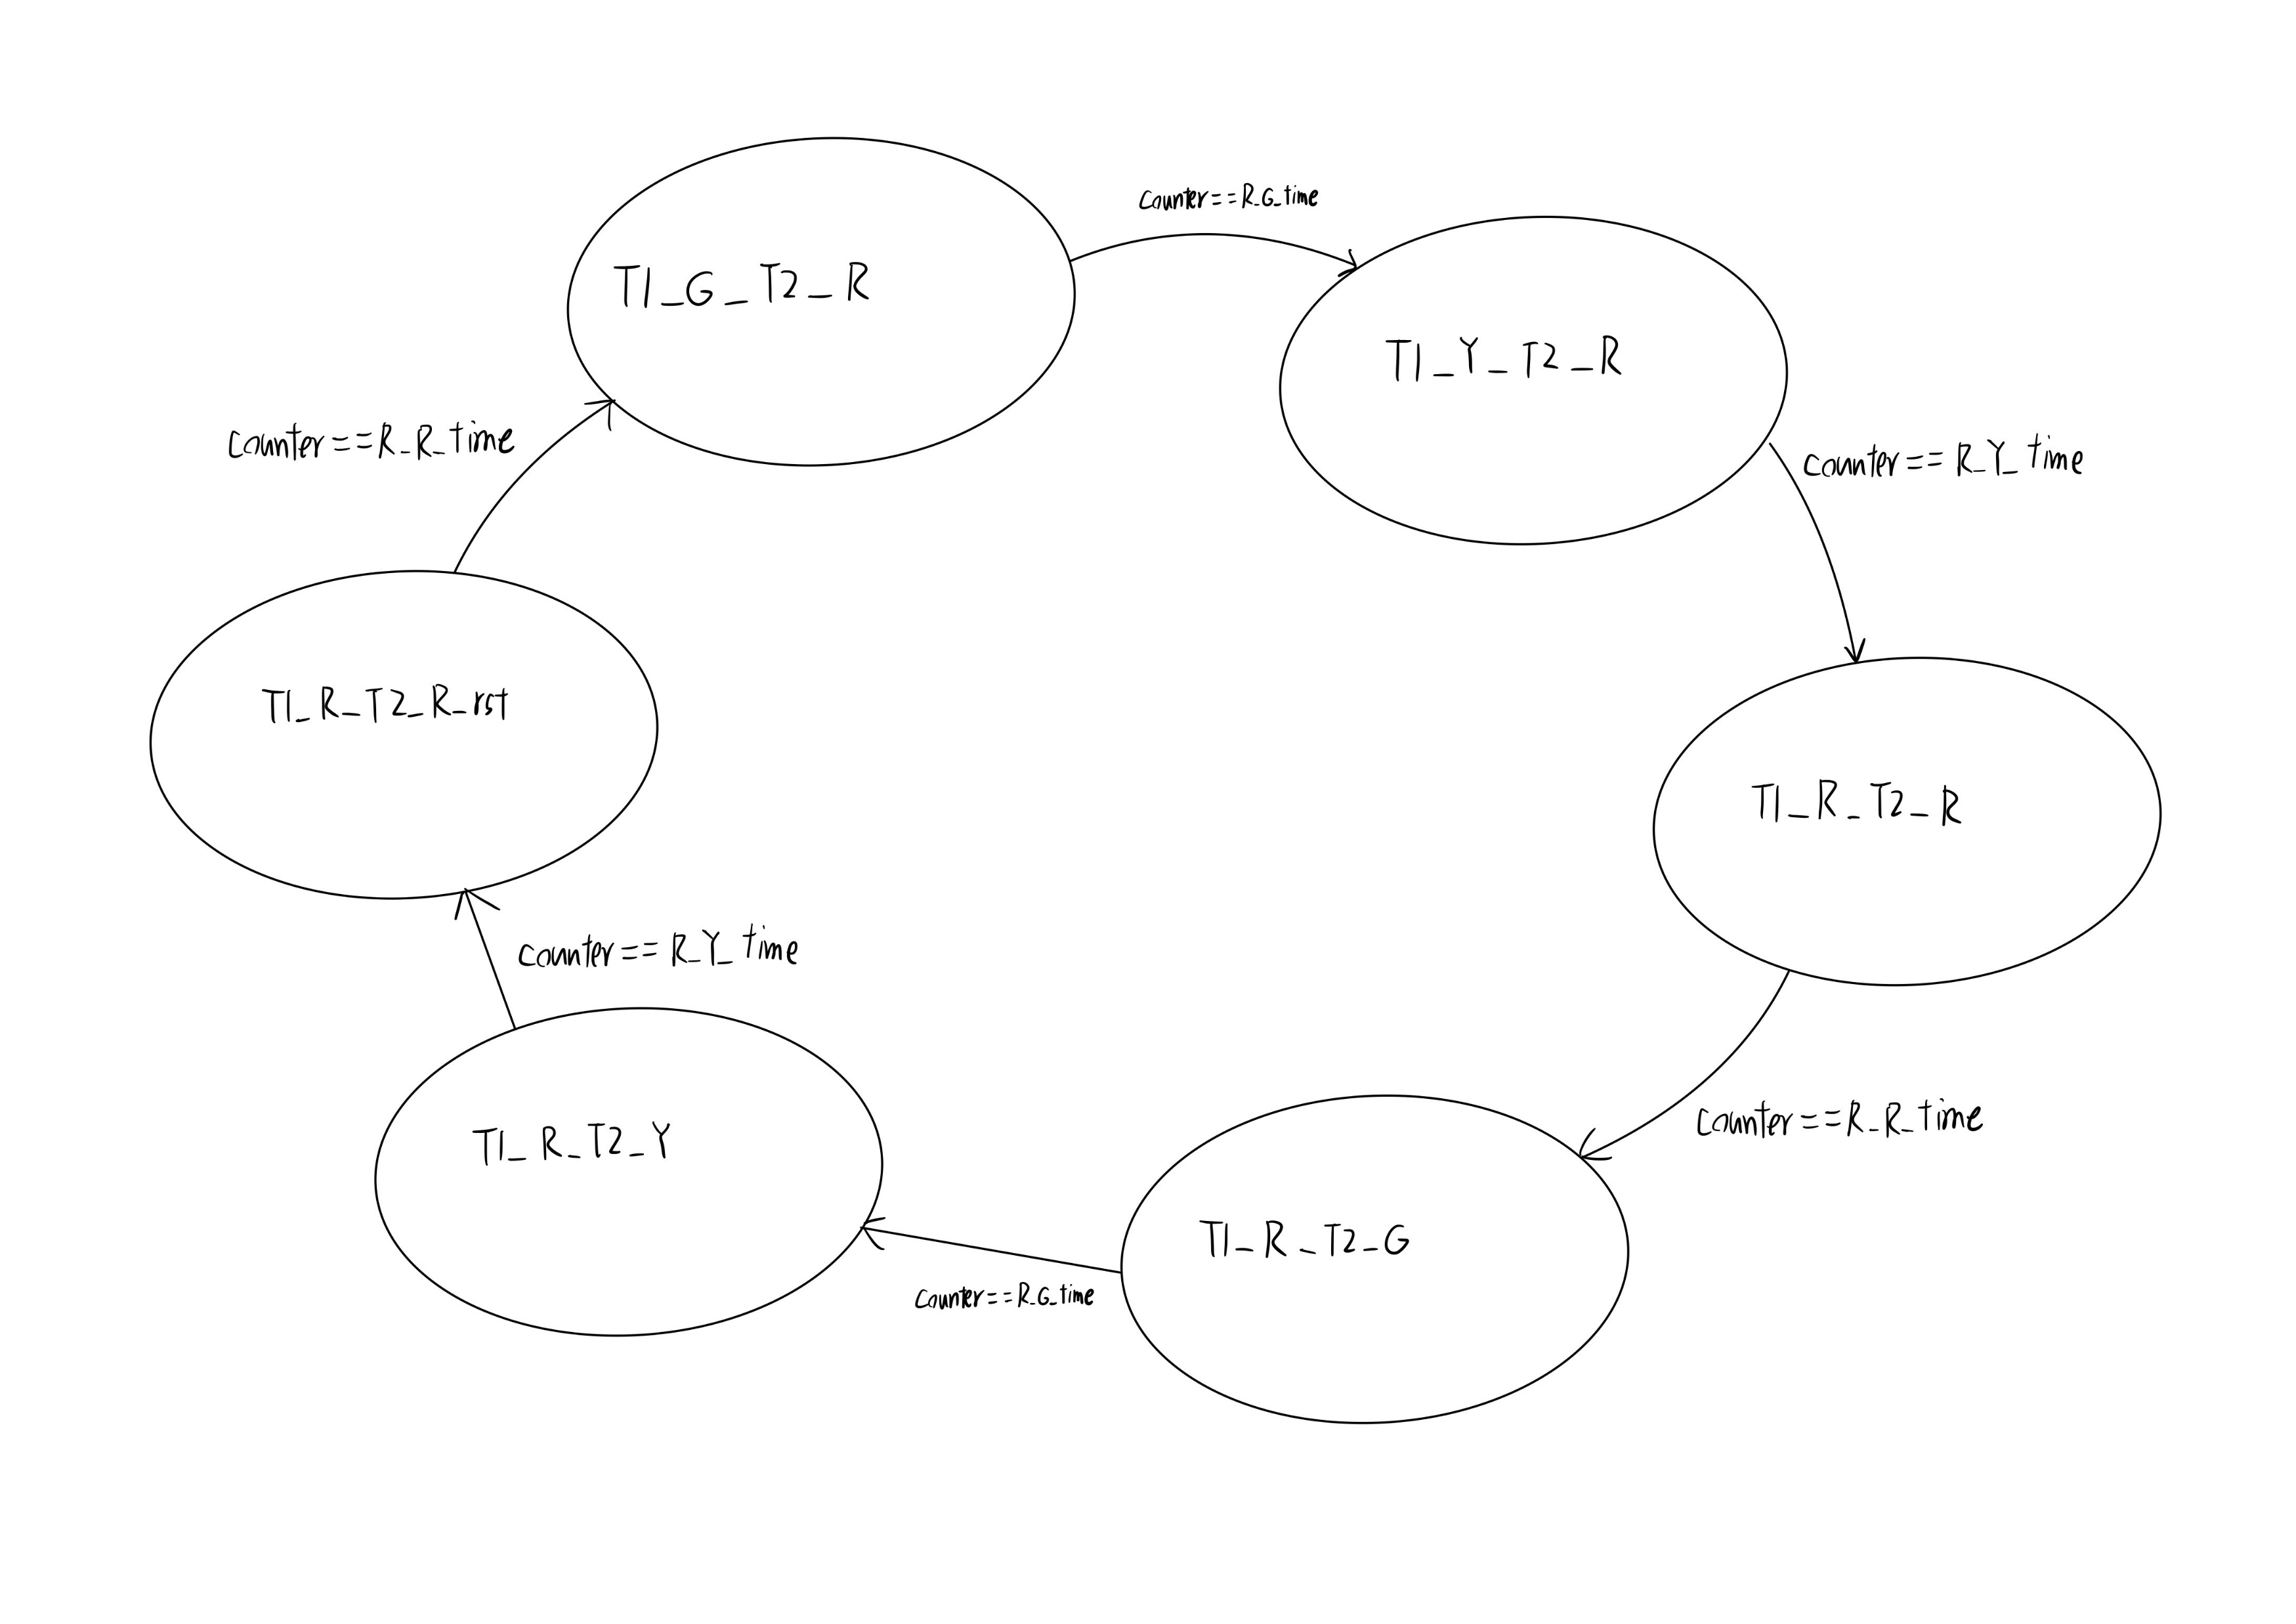 T1_G_T2_R
counter==R_G_time
T1_Y_T2_R
counter==R_Y_time
T1_R_T2_R
counter==R_R_time
T1_R_T2_G
counter==R_G_time
T1_R_T2_Y
counter==R_Y_time
T1_R_T2_R_rst
counter==R_R_time